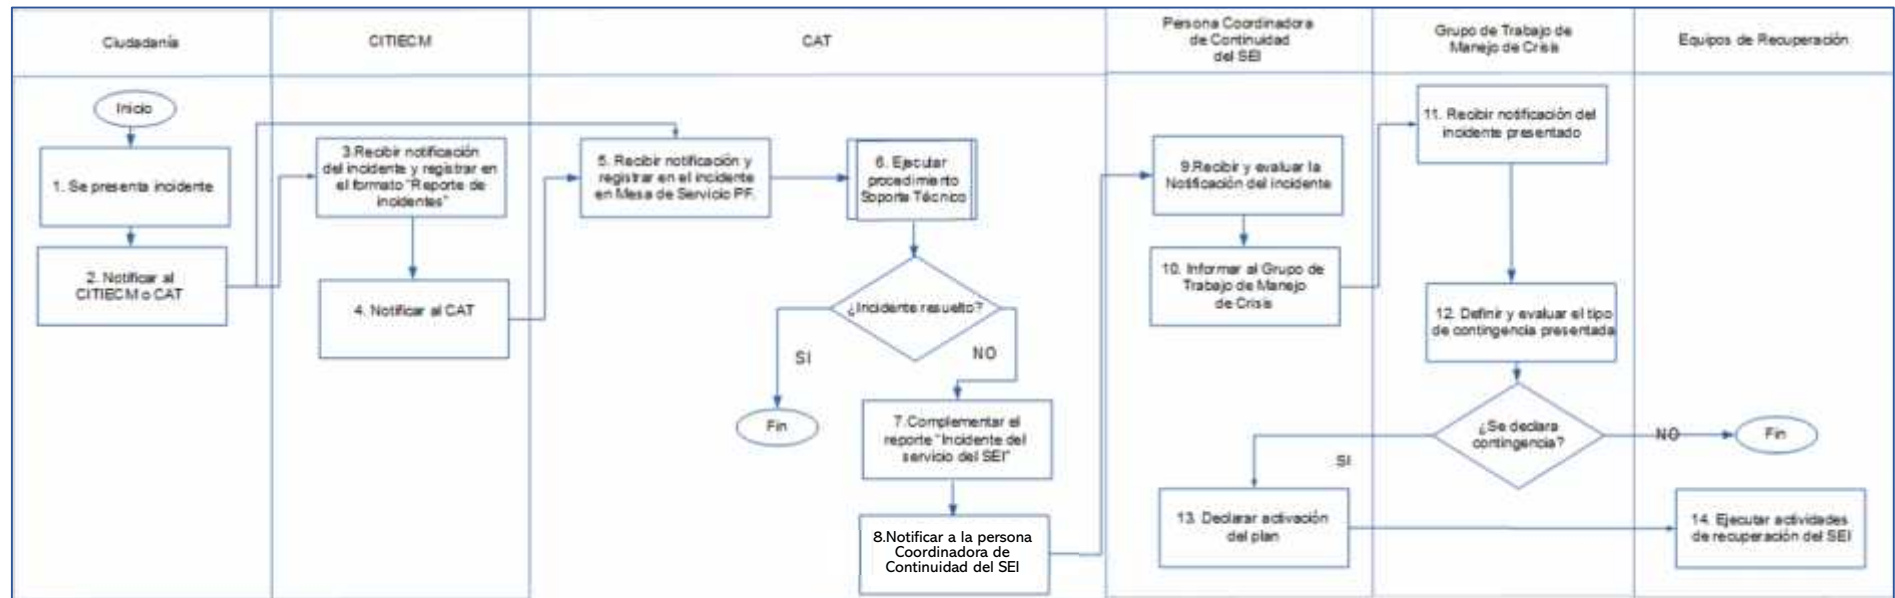 Ciudadanía
CITIECM
CAT
Persona Coordinadora
de Continuidad
del SEI
Grupo de Trabajo de
Manejo de Crisis
Equipos de Recuperación
Inicio
1. Se presenta incidente
2. Notificar al
CITIECM o CAT
3.Recibir notificación
del incidente y registrar en
el formato "Reporte de
incidentes"
4. Notificar al CAT
5. Recibir notificación y
registrar en el incidente
en Mesa de Servicio PF.
6. Ejecutar
procedimiento
Soporte Técnico
¿Incidente resuelto?
SI
NO
Fin
7.Complementar el
reporte "Incidente del
servicio del SEI"
8.Notificar a la persona
Coordinadora de
Continuidad del SEI
9.Recibir y evaluar la
Notificación del incidente
10. Informar al Grupo de
Trabajo de Manejo
de Crisis
11. Recibir notificación del
incidente presentado
12. Definir y evaluar el tipo
de contingencia presentada
¿Se declara
contingencia?
SI
NO
Fin
13. Declarar activación
del plan
14. Ejecutar actividades
de recuperación del SEI